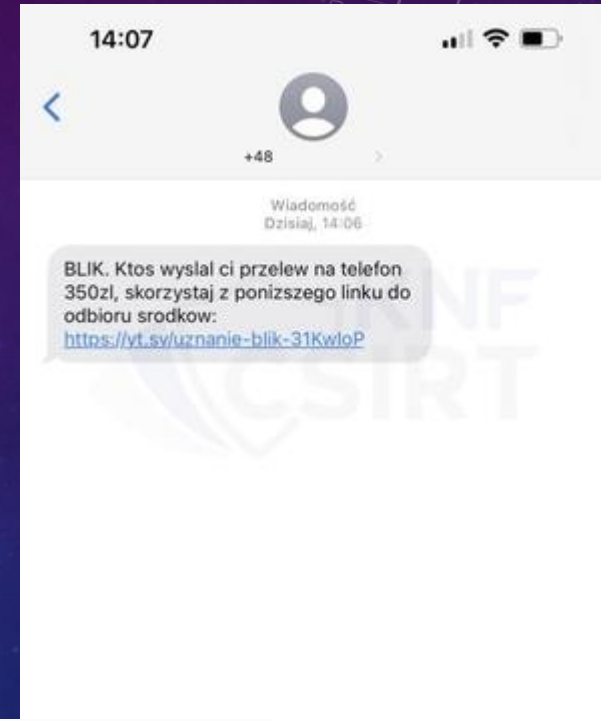 14:07
+48
Wiadomość
Dzisiaj, 14:06
BLIK. Ktos wyslal ci przelew na telefon
350zl, skorzystaj z ponizszego linku do
odbioru srodkow:
https://yt.sv/uznanie-blik-31KwloP
KNF
CSIRT